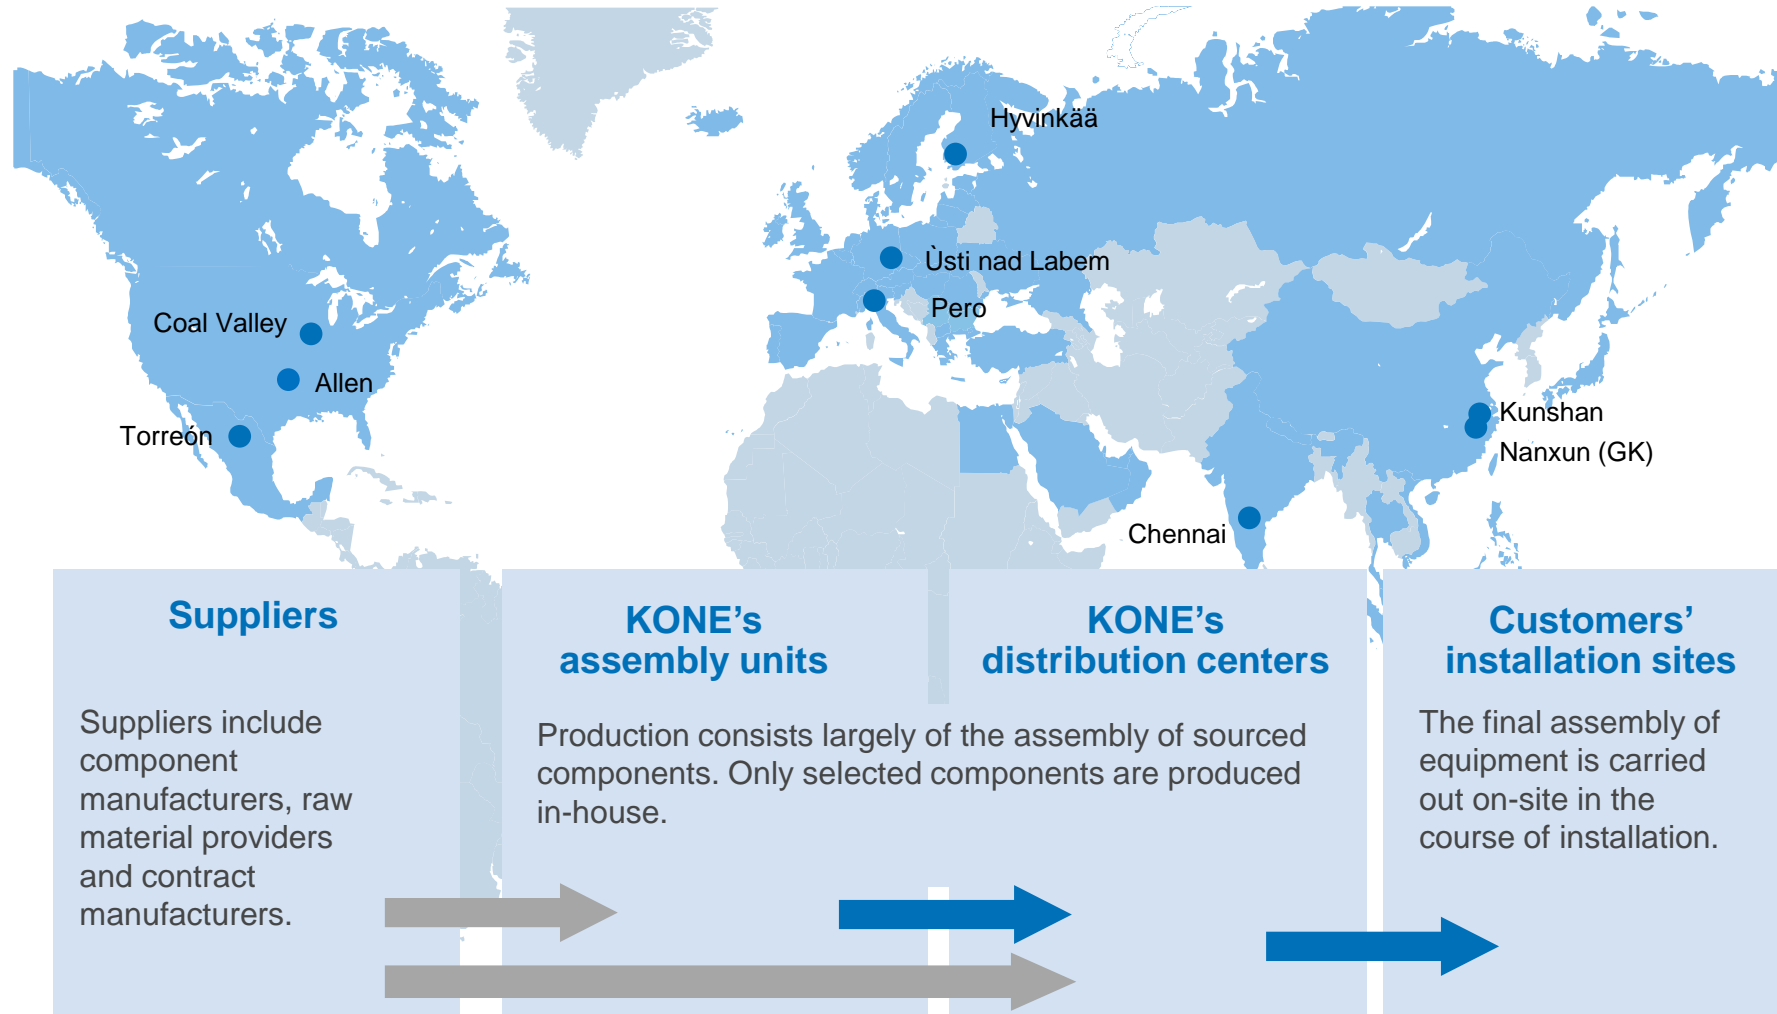 Hyvinkää
Ùsti nad Labem
Pero
Coal Valley
Allen
Torreón
Kunshan
Nanxun (GK)
Chennai
Suppliers
Suppliers include
component
manufacturers, raw
material providers
and contract
manufacturers.
KONE’s
assembly units
KONE’s
distribution centers
Production consists largely of the assembly of sourced
components. Only selected components are produced
in-house.
Customers’
installation sites
The final assembly of
equipment is carried
out on-site in the
course of installation.